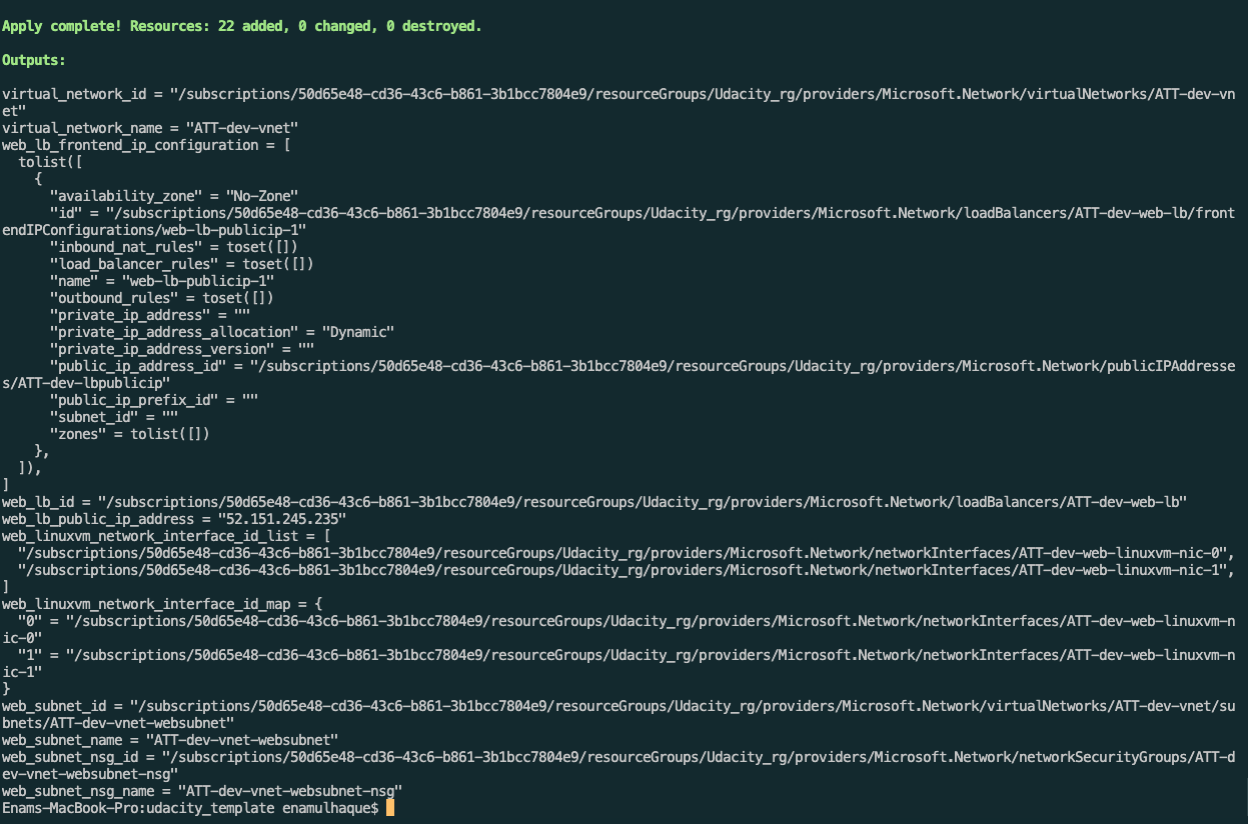 Apply complete! Resources: 22 added, 0 changed, 0 destroyed.
Outputs:
virtual_network_id = "/subscriptions/50d65e48-cd36-43c6-b861-3b1bcc7804e9/resourceGroups/Udacity_rg/providers/Microsoft.Network/virtualNetworks/ATT-dev-vn
et"
virtual_network_name = "ATT-dev-vnet"
web_lb_frontend_ip_configuration = [
  tolist([
    {
      "availability_zone" = "No-Zone"
      "id" = "/subscriptions/50d65e48-cd36-43c6-b861-3b1bcc7804e9/resourceGroups/Udacity_rg/providers/Microsoft.Network/loadBalancers/ATT-dev-web-lb/front
endIPConfigurations/web-lb-publicip-1"
      "inbound_nat_rules" = toset([])
      "load_balancer_rules" = toset([])
      "name" = "web-lb-publicip-1"
      "outbound_rules" = toset([])
      "private_ip_address" = ""
      "private_ip_address_allocation" = "Dynamic"
      "private_ip_address_version" = ""
      "public_ip_address_id" = "/subscriptions/50d65e48-cd36-43c6-b861-3b1bcc7804e9/resourceGroups/Udacity_rg/providers/Microsoft.Network/publicIPAddresse
s/ATT-dev-lbpublicip"
      "public_ip_prefix_id" = ""
      "subnet_id" = ""
      "zones" = tolist([])
    },
  ]),
]
web_lb_id = "/subscriptions/50d65e48-cd36-43c6-b861-3b1bcc7804e9/resourceGroups/Udacity_rg/providers/Microsoft.Network/loadBalancers/ATT-dev-web-lb"
web_lb_public_ip_address = "52.151.245.235"
web_linuxvm_network_interface_id_list = [
  "/subscriptions/50d65e48-cd36-43c6-b861-3b1bcc7804e9/resourceGroups/Udacity_rg/providers/Microsoft.Network/networkInterfaces/ATT-dev-web-linuxvm-nic-0",
  "/subscriptions/50d65e48-cd36-43c6-b861-3b1bcc7804e9/resourceGroups/Udacity_rg/providers/Microsoft.Network/networkInterfaces/ATT-dev-web-linuxvm-nic-1",
]
web_linuxvm_network_interface_id_map = {
  "0" = "/subscriptions/50d65e48-cd36-43c6-b861-3b1bcc7804e9/resourceGroups/Udacity_rg/providers/Microsoft.Network/networkInterfaces/ATT-dev-web-linuxvm-n
ic-0"
  "1" = "/subscriptions/50d65e48-cd36-43c6-b861-3b1bcc7804e9/resourceGroups/Udacity_rg/providers/Microsoft.Network/networkInterfaces/ATT-dev-web-linuxvm-n
ic-1"
}
web_subnet_id = "/subscriptions/50d65e48-cd36-43c6-b861-3b1bcc7804e9/resourceGroups/Udacity_rg/providers/Microsoft.Network/virtualNetworks/ATT-dev-vnet/su
bnets/ATT-dev-vnet-websubnet"
web_subnet_name = "ATT-dev-vnet-websubnet"
web_subnet_nsg_id = "/subscriptions/50d65e48-cd36-43c6-b861-3b1bcc7804e9/resourceGroups/Udacity_rg/providers/Microsoft.Network/networkSecurityGroups/ATT-d
ev-vnet-websubnet-nsg"
web_subnet_nsg_name = "ATT-dev-vnet-websubnet-nsg"
Enams-MacBook-Pro:udacity_template enamulhaque$